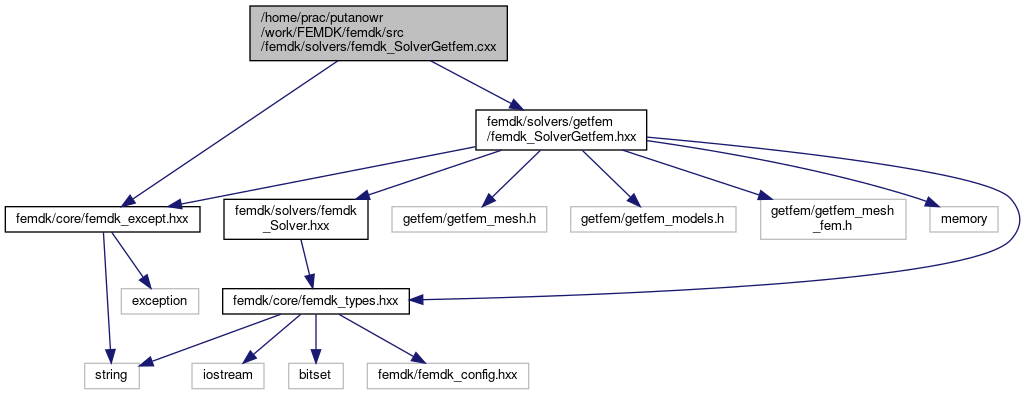 /home/prac/putanowr
/work/FEMDK/femdk/src
/femdk/solvers/femdk_SolverGetfem.cxx
femdk/solvers/getfem
/femdk_SolverGetfem.hxx
femdk/core/femdk_except.hxx
femdk/solvers/femdk
_Solver.hxx
getfem/getfem_mesh.h
getfem/getfem_models.h
getfem/getfem_mesh
_fem.h
memory
exception
femdk/core/femdk_types.hxx
string
iostream
bitset
femdk/femdk_config.hxx